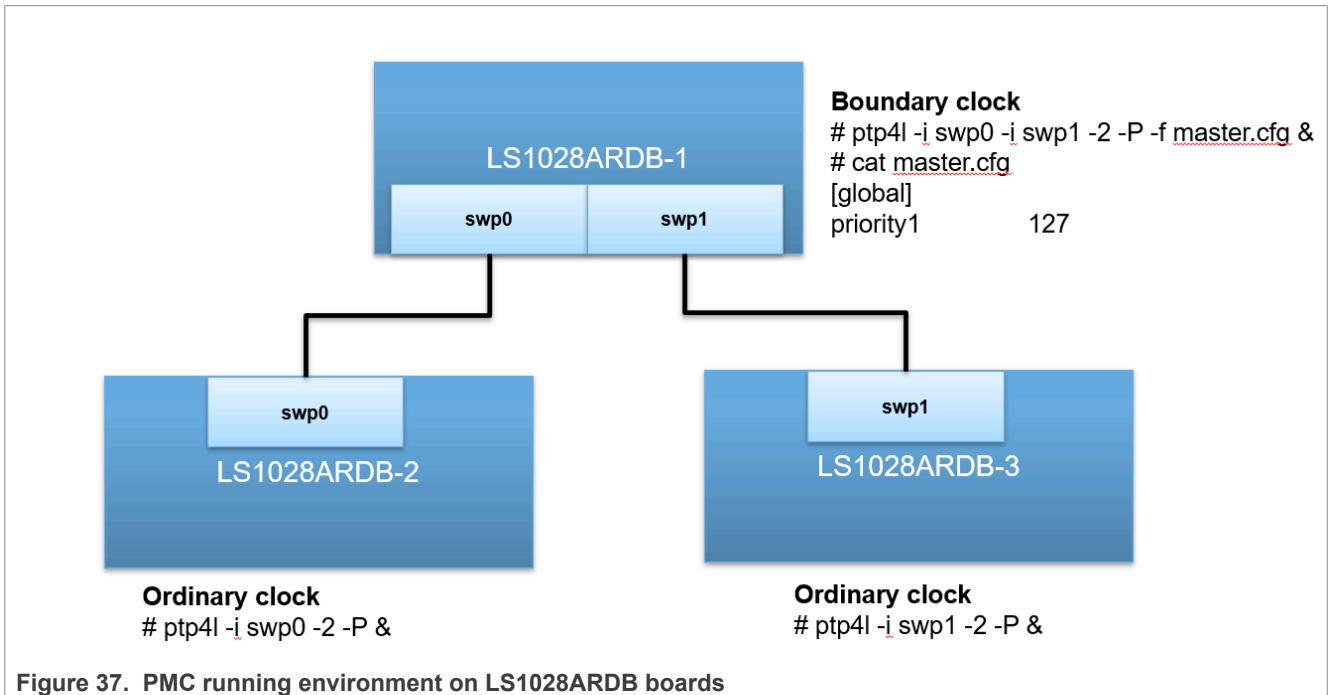 LS1028ARDB-1
swp0
swp1
Boundary clock
# ptp4l -i swp0 -i swp1 -2 -P -f master.cfg &
# cat master.cfg
[global]
priority1 127
swp0
LS1028ARDB-2
swp1
LS1028ARDB-3
Ordinary clock
# ptp4l -i swp0 -2 -P &
Ordinary clock
# ptp4l -i swp1 -2 -P &
Figure 37. PMC running environment on LS1028ARDB boards